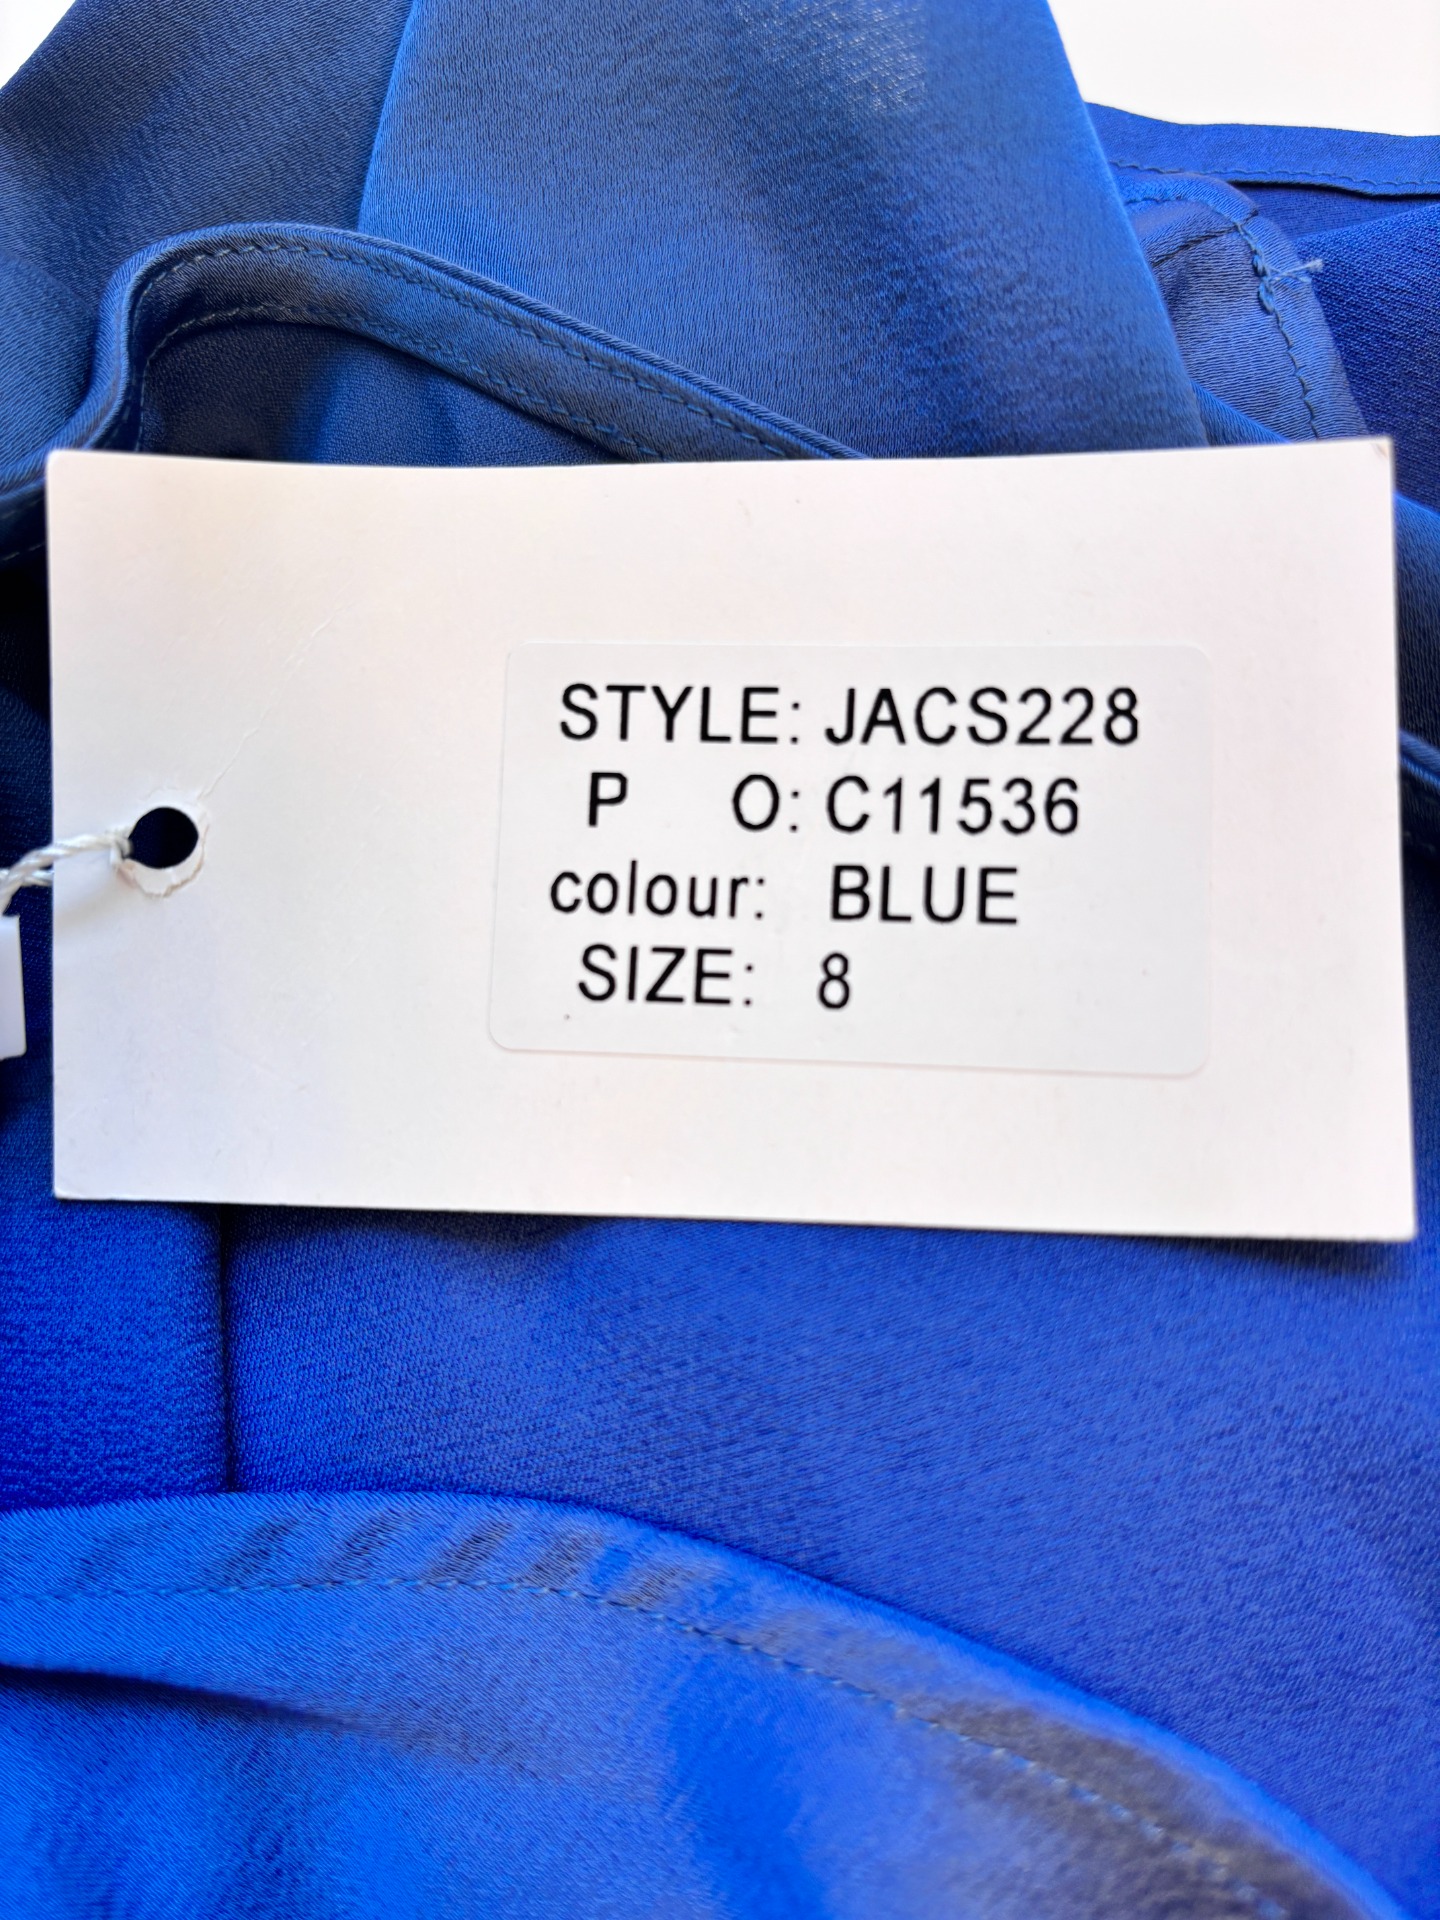 STYLE: JACS228
P O: C11536
colour: BLUE
SIZE: 8